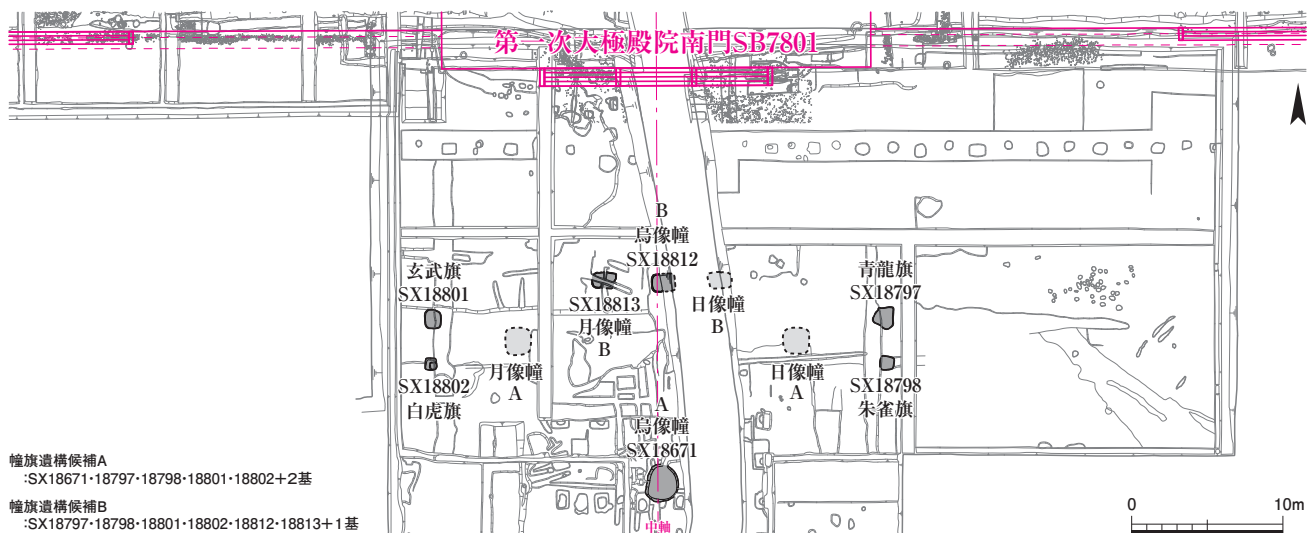 第一次大極殿院南門SB7801
B
烏像幢
SX18812
玄武旗
SX18801
青龍旗
SX18797
SX18813
月像幢
B
日像幢
B
SX18802
白虎旗
月像幢
A
日像幢
A
SX18798
朱雀旗
A
烏像幢
SX18671
中軸
幢旗遺構候補A
:SX18671・18797・18798・18801・18802+2基
幢旗遺構候補B
:SX18797・18798・18801・18802・18812・18813+1基
0 10m